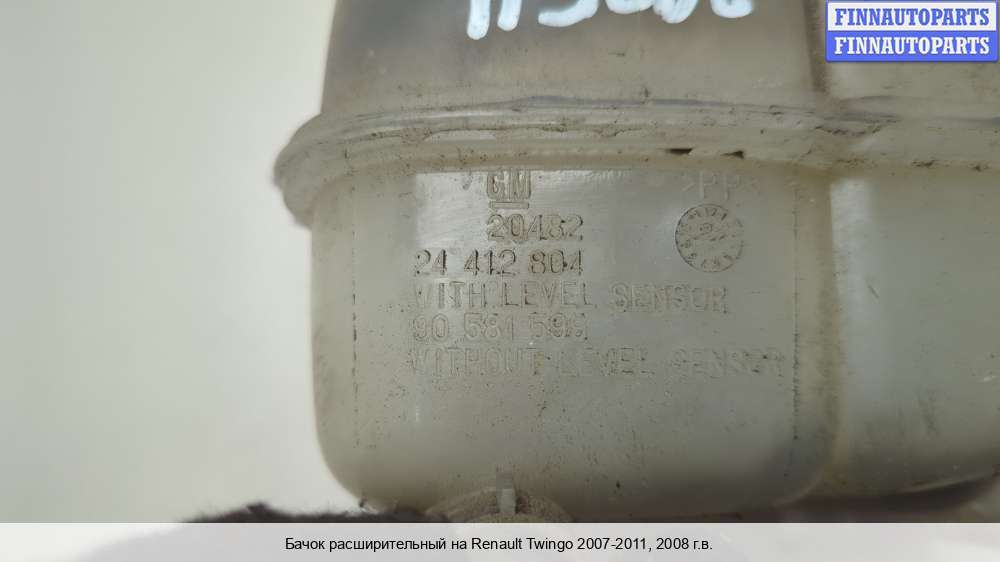 FINNAUTOPARTS
FINNAUTOPARTS
GM
>PP<
20482
24 412 804
WITH LEVEL SENSOR
90 581 599
WITHOUT LEVEL SENSOR
Бачок расширительный на Renault Twingo 2007-2011, 2008 г.в.